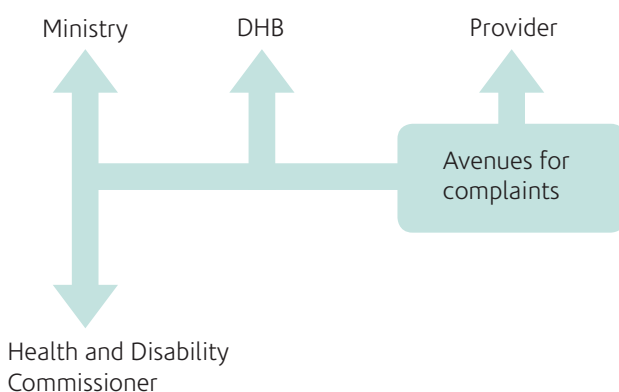 Ministry
DHB
Provider
Avenues for
complaints
Health and Disability
Commissioner